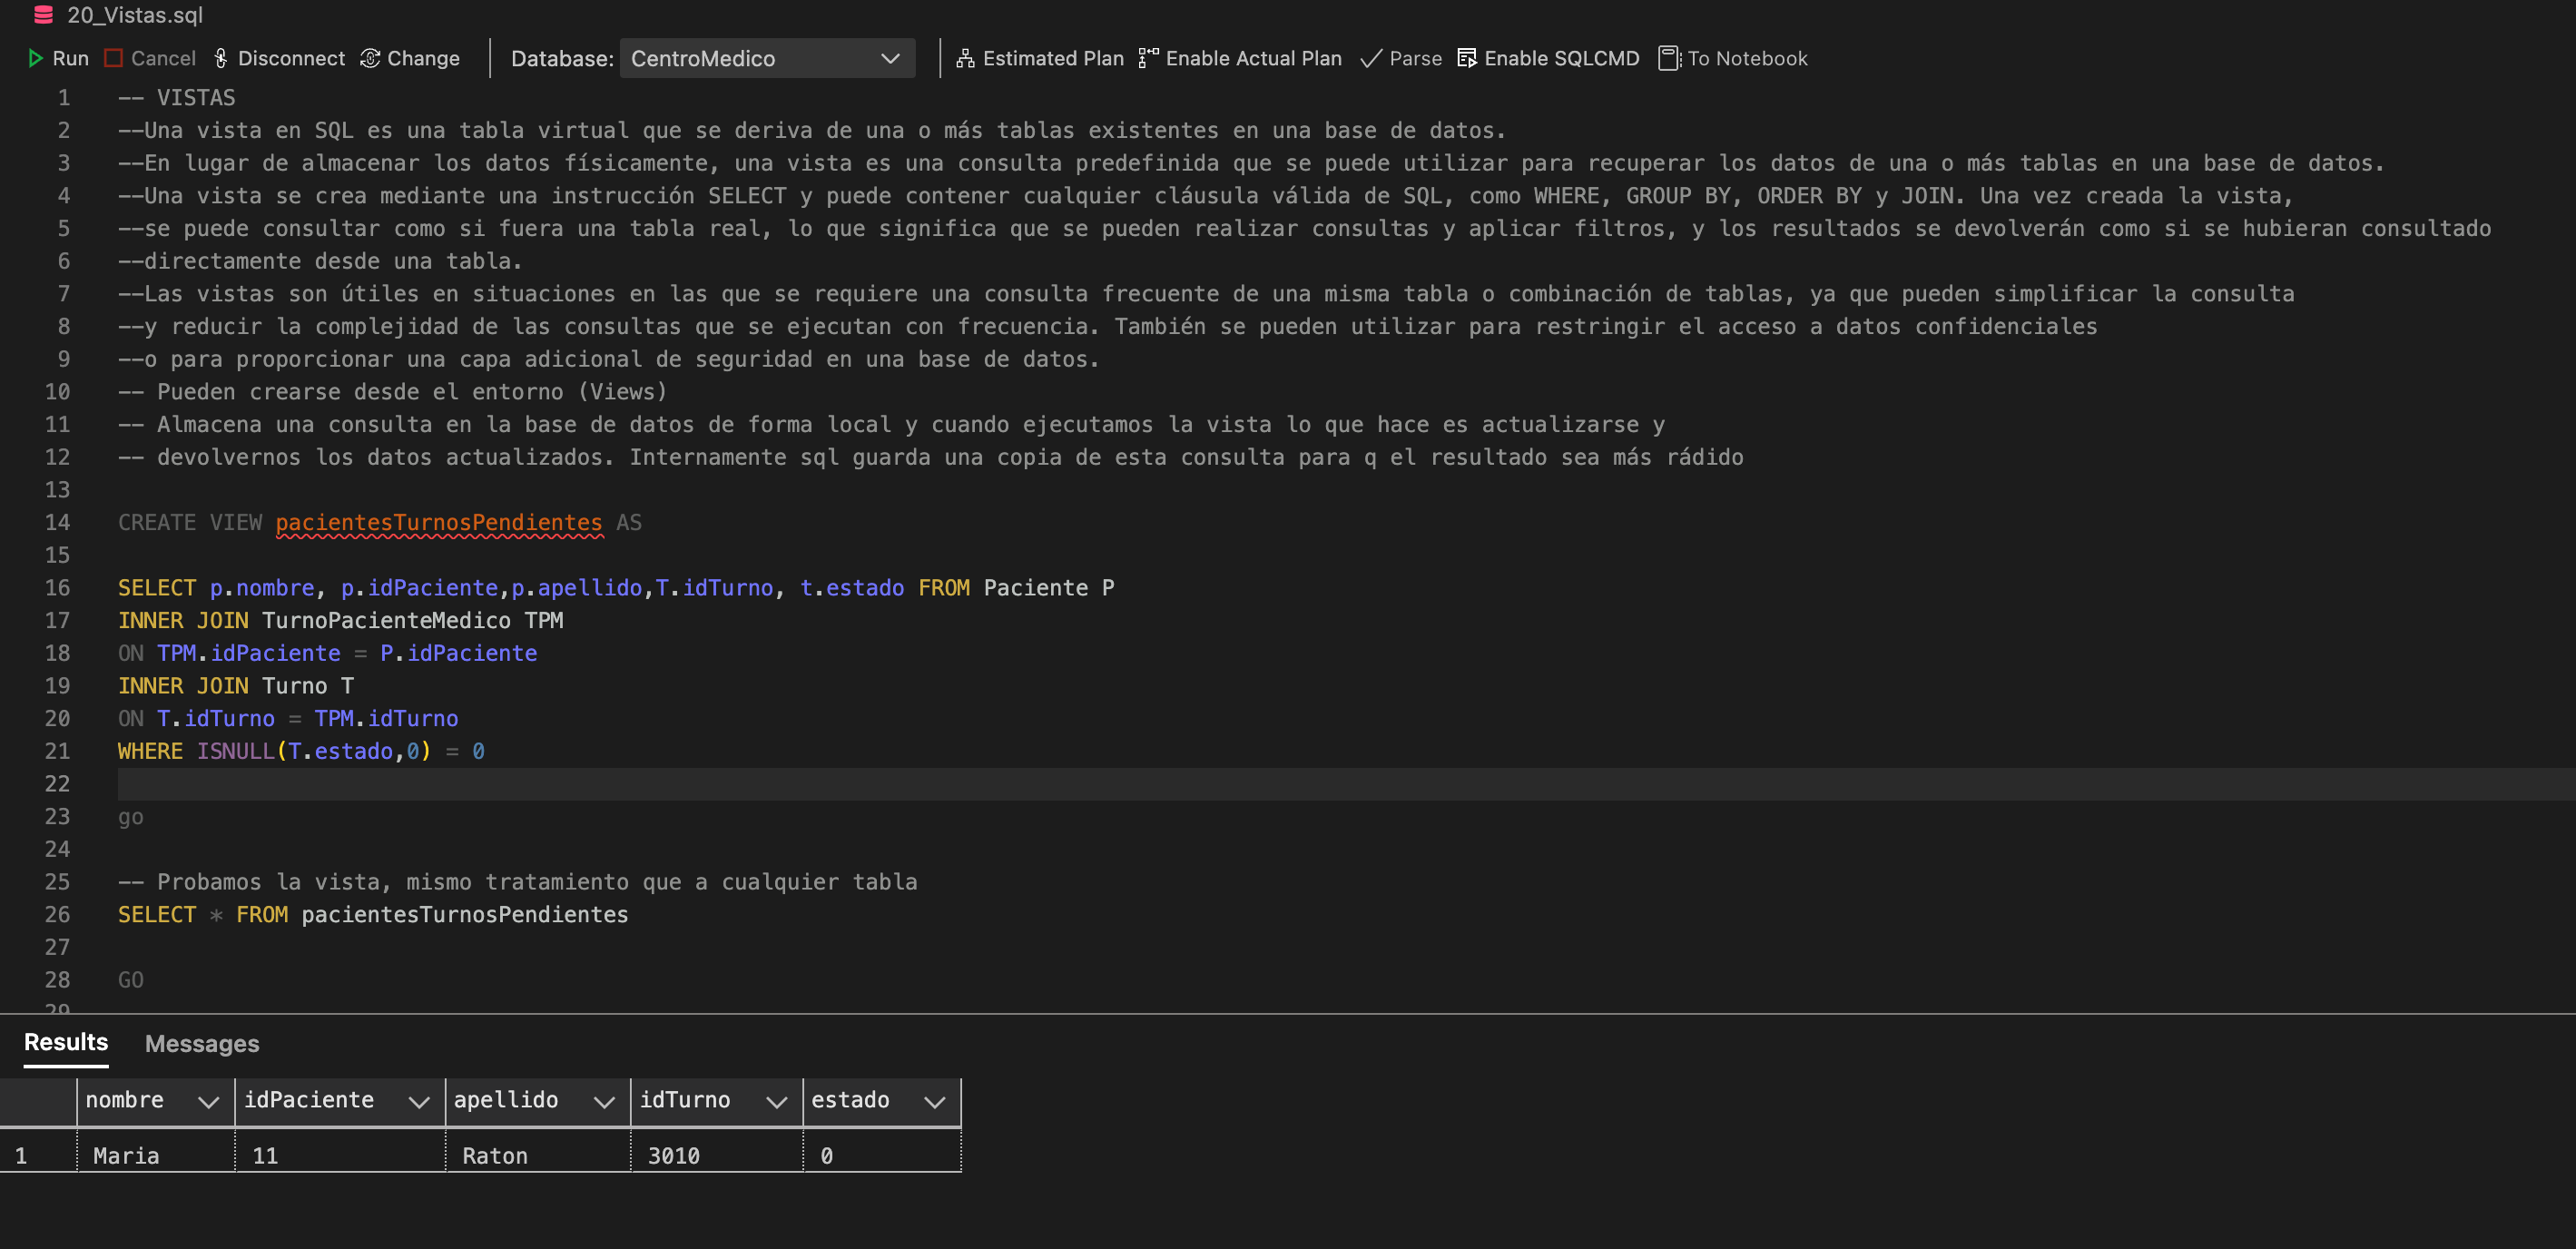 20_Vistas.sql
Run Cancel Disconnect Change Database: CentroMedico Estimated Plan Enable Actual Plan Parse Enable SQLCMD To Notebook
1 -- VISTAS
2 --Una vista en SQL es una tabla virtual que se deriva de una o más tablas existentes en una base de datos.
3 --En lugar de almacenar los datos físicamente, una vista es una consulta predefinida que se puede utilizar para recuperar los datos de una o más tablas en una base de datos.
4 --Una vista se crea mediante una instrucción SELECT y puede contener cualquier cláusula válida de SQL, como WHERE, GROUP BY, ORDER BY y JOIN. Una vez creada la vista,
5 --se puede consultar como si fuera una tabla real, lo que significa que se pueden realizar consultas y aplicar filtros, y los resultados se devolverán como si se hubieran consultado
6 --directamente desde una tabla.
7 --Las vistas son útiles en situaciones en las que se requiere una consulta frecuente de una misma tabla o combinación de tablas, ya que pueden simplificar la consulta
8 --y reducir la complejidad de las consultas que se ejecutan con frecuencia. También se pueden utilizar para restringir el acceso a datos confidenciales
9 --o para proporcionar una capa adicional de seguridad en una base de datos.
10 -- Pueden crearse desde el entorno (Views)
11 -- Almacena una consulta en la base de datos de forma local y cuando ejecutamos la vista lo que hace es actualizarse y
12 -- devolvernos los datos actualizados. Internamente sql guarda una copia de esta consulta para q el resultado sea más rádido
13
14 CREATE VIEW pacientesTurnosPendientes AS
15
16 SELECT p.nombre, p.idPaciente,p.apellido,T.idTurno, t.estado FROM Paciente P
17 INNER JOIN TurnoPacienteMedico TPM
18 ON TPM.idPaciente = P.idPaciente
19 INNER JOIN Turno T
20 ON T.idTurno = TPM.idTurno
21 WHERE ISNULL(T.estado,0) = 0
22
23 go
24
25 -- Probamos la vista, mismo tratamiento que a cualquier tabla
26 SELECT * FROM pacientesTurnosPendientes
27
28 GO
29
Results Messages
nombre idPaciente apellido idTurno estado
1 Maria 11 Raton 3010 0